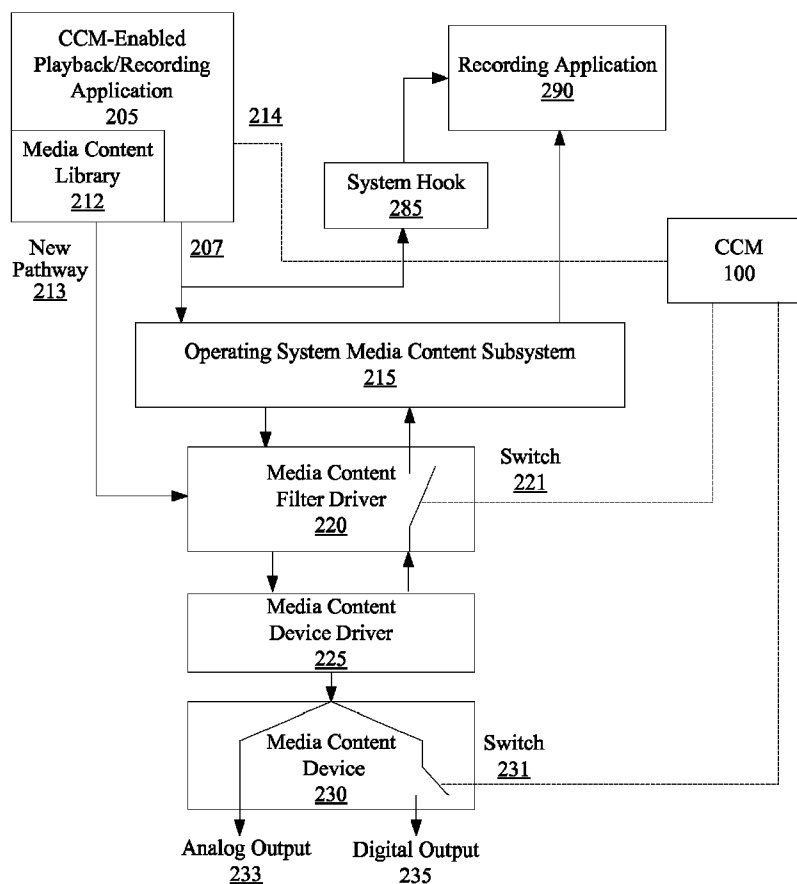 CCM-Enabled
Playback/Recording
Application
205
Media Content
Library
212
214
Recording Application
290
System Hook
285
CCM
100
New
Pathway
213
207
Operating System Media Content Subsystem
215
Media Content
Filter Driver
220
Switch
221
Media Content
Device Driver
225
Media Content
Device
230
Switch
231
Analog Output
233
Digital Output
235